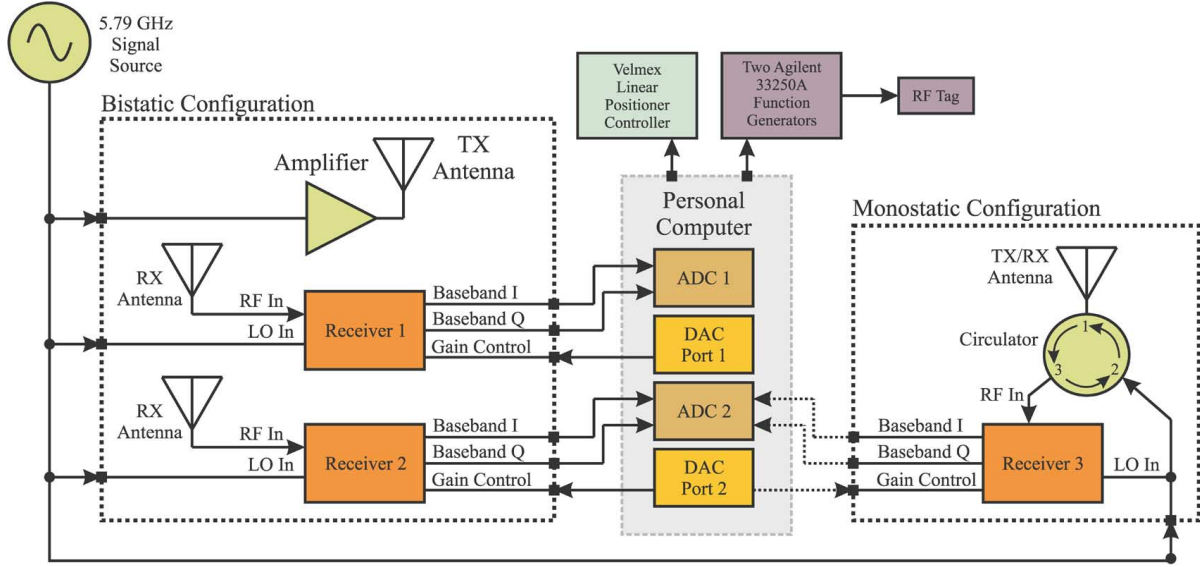 5.79 GHz
Signal
Source
Bistatic Configuration
Amplifier
TX
Antenna
RX
Antenna
RF In
LO In
Receiver 1
Baseband I
Baseband Q
Gain Control
RX
Antenna
RF In
LO In
Receiver 2
Baseband I
Baseband Q
Gain Control
Velmex
Linear
Positioner
Controller
Two Agilent
33250A
Function
Generators
RF Tag
Personal
Computer
ADC 1
DAC
Port 1
ADC 2
DAC
Port 2
Monostatic Configuration
TX/RX
Antenna
Circulator
1
2
3
RF In
Baseband I
Baseband Q
Gain Control
Receiver 3
LO In